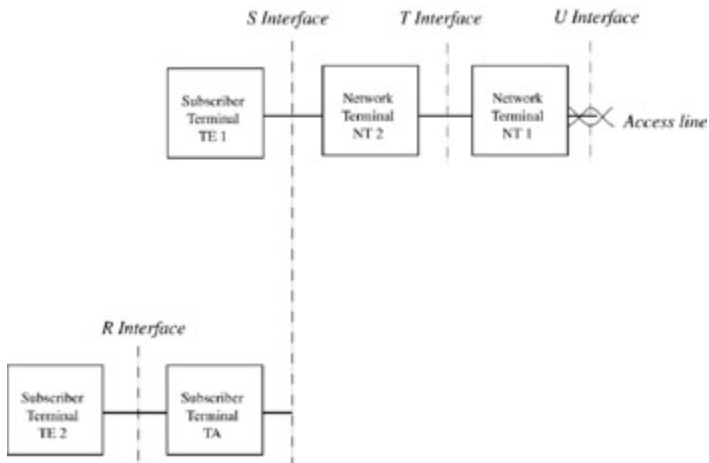 S Interface
T Interface
U Interface
Subscriber
Terminal
TE 1
Network
Terminal
NT 2
Network
Terminal
NT 1
Access line
R Interface
Subscriber
Terminal
TE 2
Subscriber
Terminal
TA